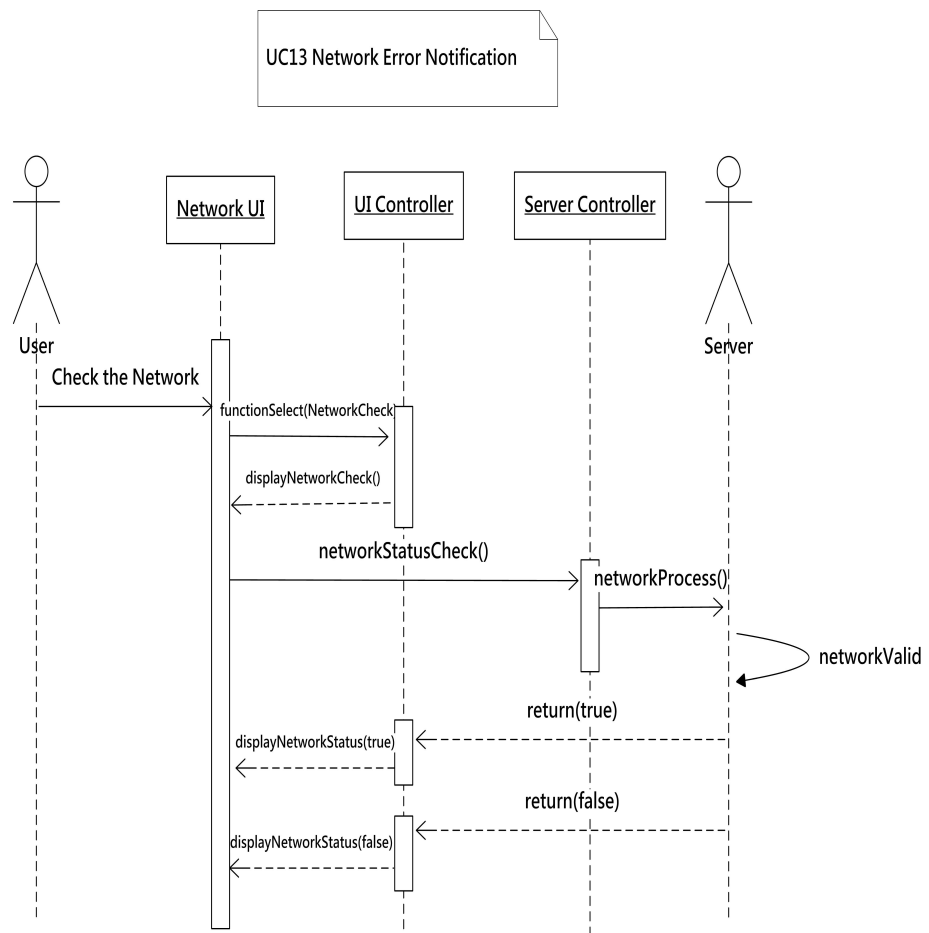 UC13 Network Error Notification
Network UI
UI Controller
Server Controller
User
Server
Check the Network
functionSelect(NetworkCheck
displayNetworkCheck()
networkStatusCheck()
networkProcess()
networkValid
return(true)
displayNetworkStatus(true)
return(false)
displayNetworkStatus(false)